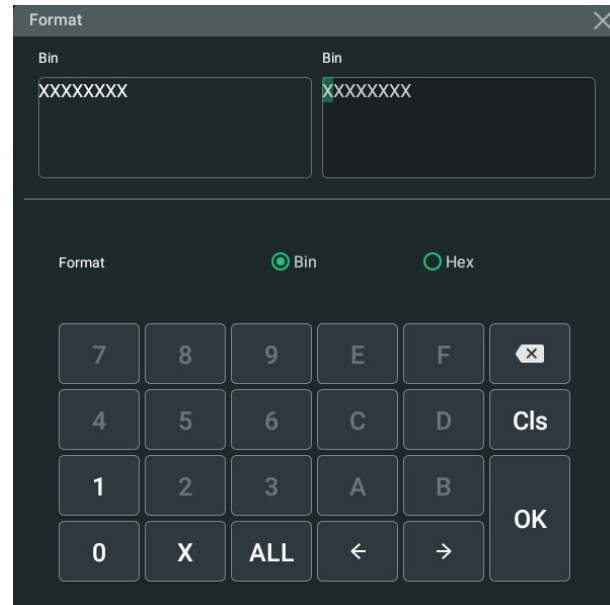 Format
Bin
Bin
XXXXXXXX
XXXXXXXX
Format
Bin
Hex
7 8 9 E F
4 5 6 C D Cls
1 2 3 A B
OK
0 X ALL ← →